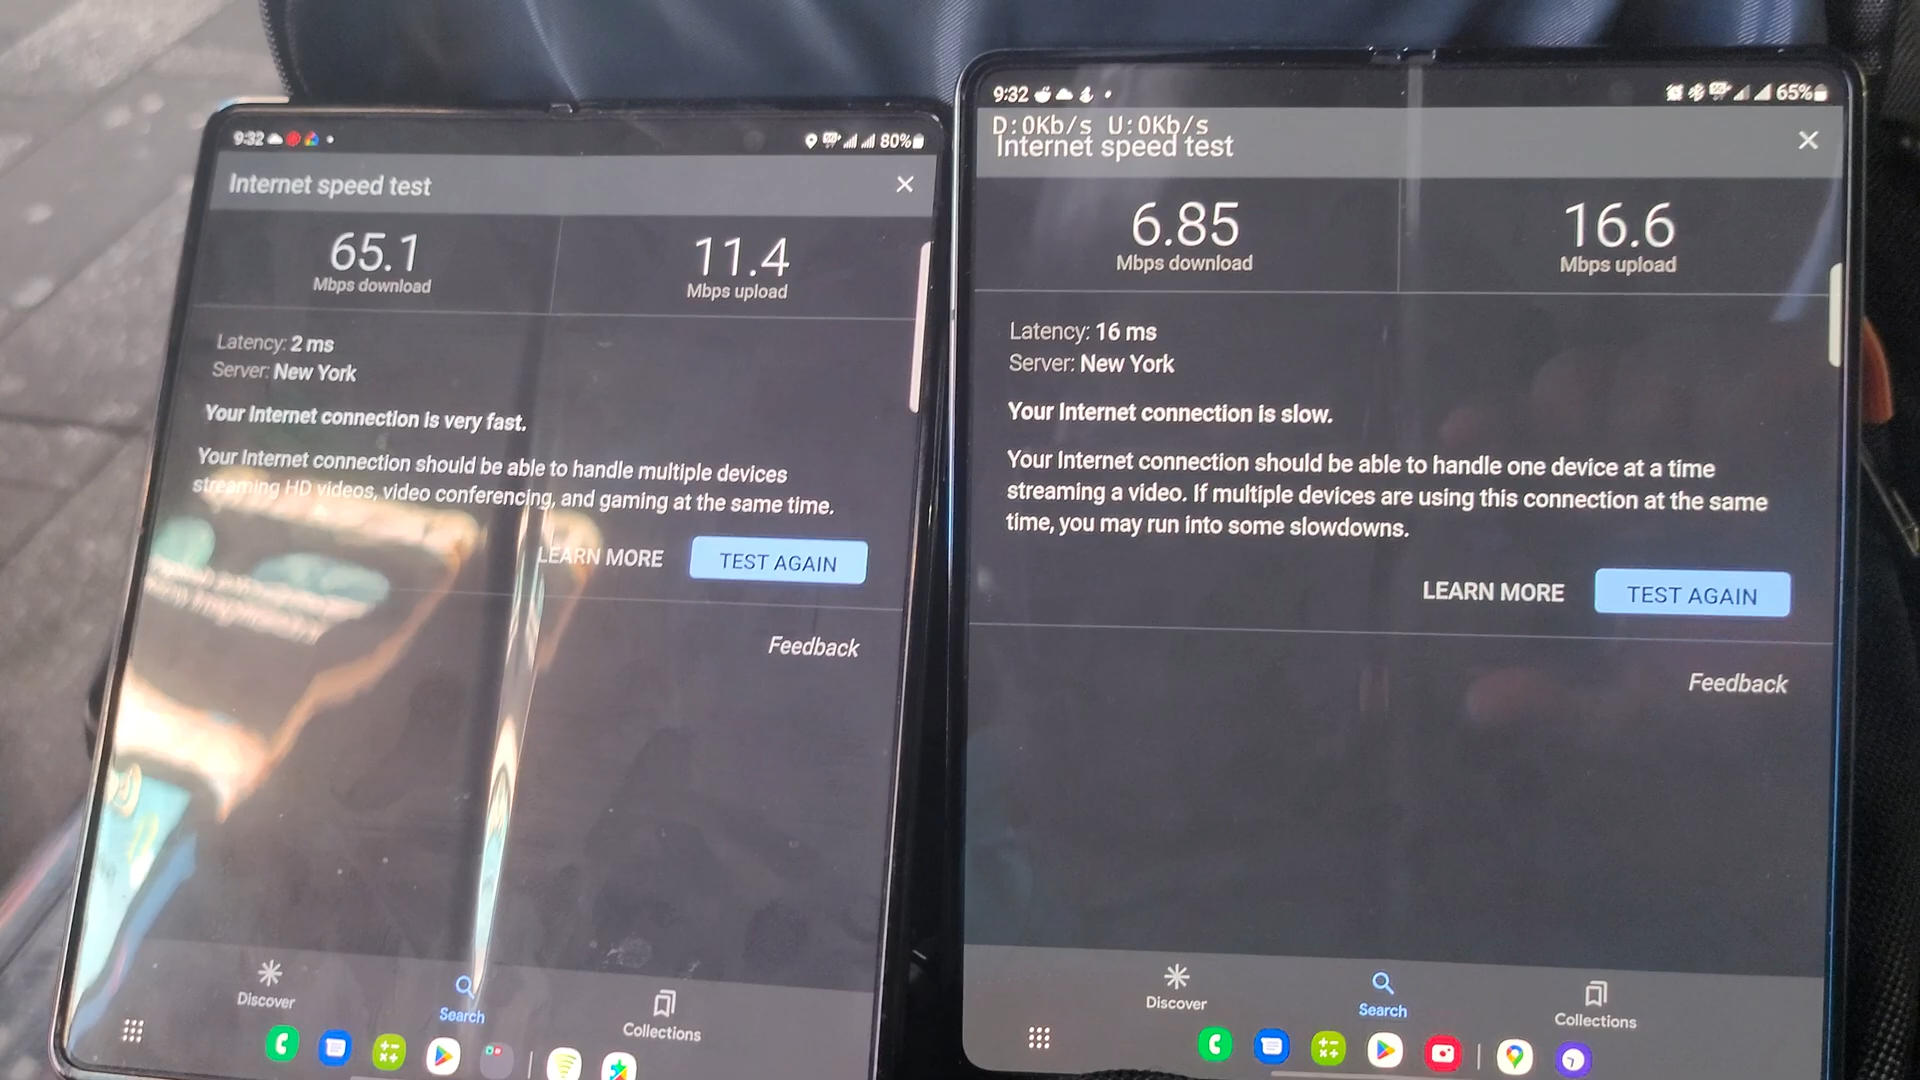 9:32
80%
Internet speed test
65.1
Mbps download
11.4
Mbps upload
Latency: 2 ms
Server: New York
Your Internet connection is very fast.
Your Internet connection should be able to handle multiple devices
streaming HD videos, video conferencing, and gaming at the same time.
LEARN MORE
TEST AGAIN
Feedback
Discover
Search
Collections
9:32
65%
D:0Kb/s U:0Kb/s
Internet speed test
6.85
Mbps download
16.6
Mbps upload
Latency: 16 ms
Server: New York
Your Internet connection is slow.
Your Internet connection should be able to handle one device at a time
streaming a video. If multiple devices are using this connection at the same
time, you may run into some slowdowns.
LEARN MORE
TEST AGAIN
Feedback
Discover
Search
Collections